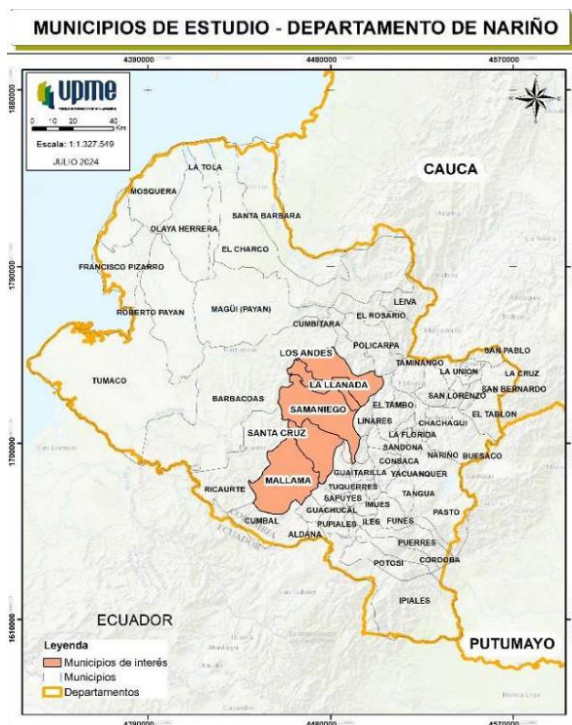 MUNICIPIOS DE ESTUDIO - DEPARTAMENTO DE NARIÑO
4390000 4480000 4570000
1880000
upme
0 10 20 40
Km
Escala: 1:1.327.549
JULIO 2024
CAUCA
LA TOLA
MOSQUERA
SANTA BARBARA
OLAYA HERRERA
EL CHARCO
FRANCISCO PIZARRO
1790000
LEIVA
MAGÜI (PAYAN)
ROBERTO PAYAN
EL ROSARIO
CUMBITARA
POLICARPA
LOS ANDES
SAN PABLO
TAMINANGO
LA UNION
LA CRUZ
TUMACO
LA LLANADA
SAN BERNARDO
BARBACOAS
SAN LORENZO
SAMANIEGO
EL TAMBO
EL TABLON
LINARES
CHACHAGUI
SANTA CRUZ
LA FLORIDA
1700000
SANDONA
NARIÑO
BUESACO
CONSACA
GUAITARILLA
YACUANQUER
MALLAMA
RICAURTE
TUQUERRES
SAPUYES
TANGUA
IMUES
PASTO
GUACHUCAL
CUMBAL
PUPIALES
ILES
FUNES
ALDANA
PUERRES
COLOMBIA
ECUADOR
CORDOBA
POTOSI
IPIALES
1610000
ECUADOR
PUTUMAYO
Leyenda
Municipios de interés
Municipios
Departamentos
4390000 4480000 4570000